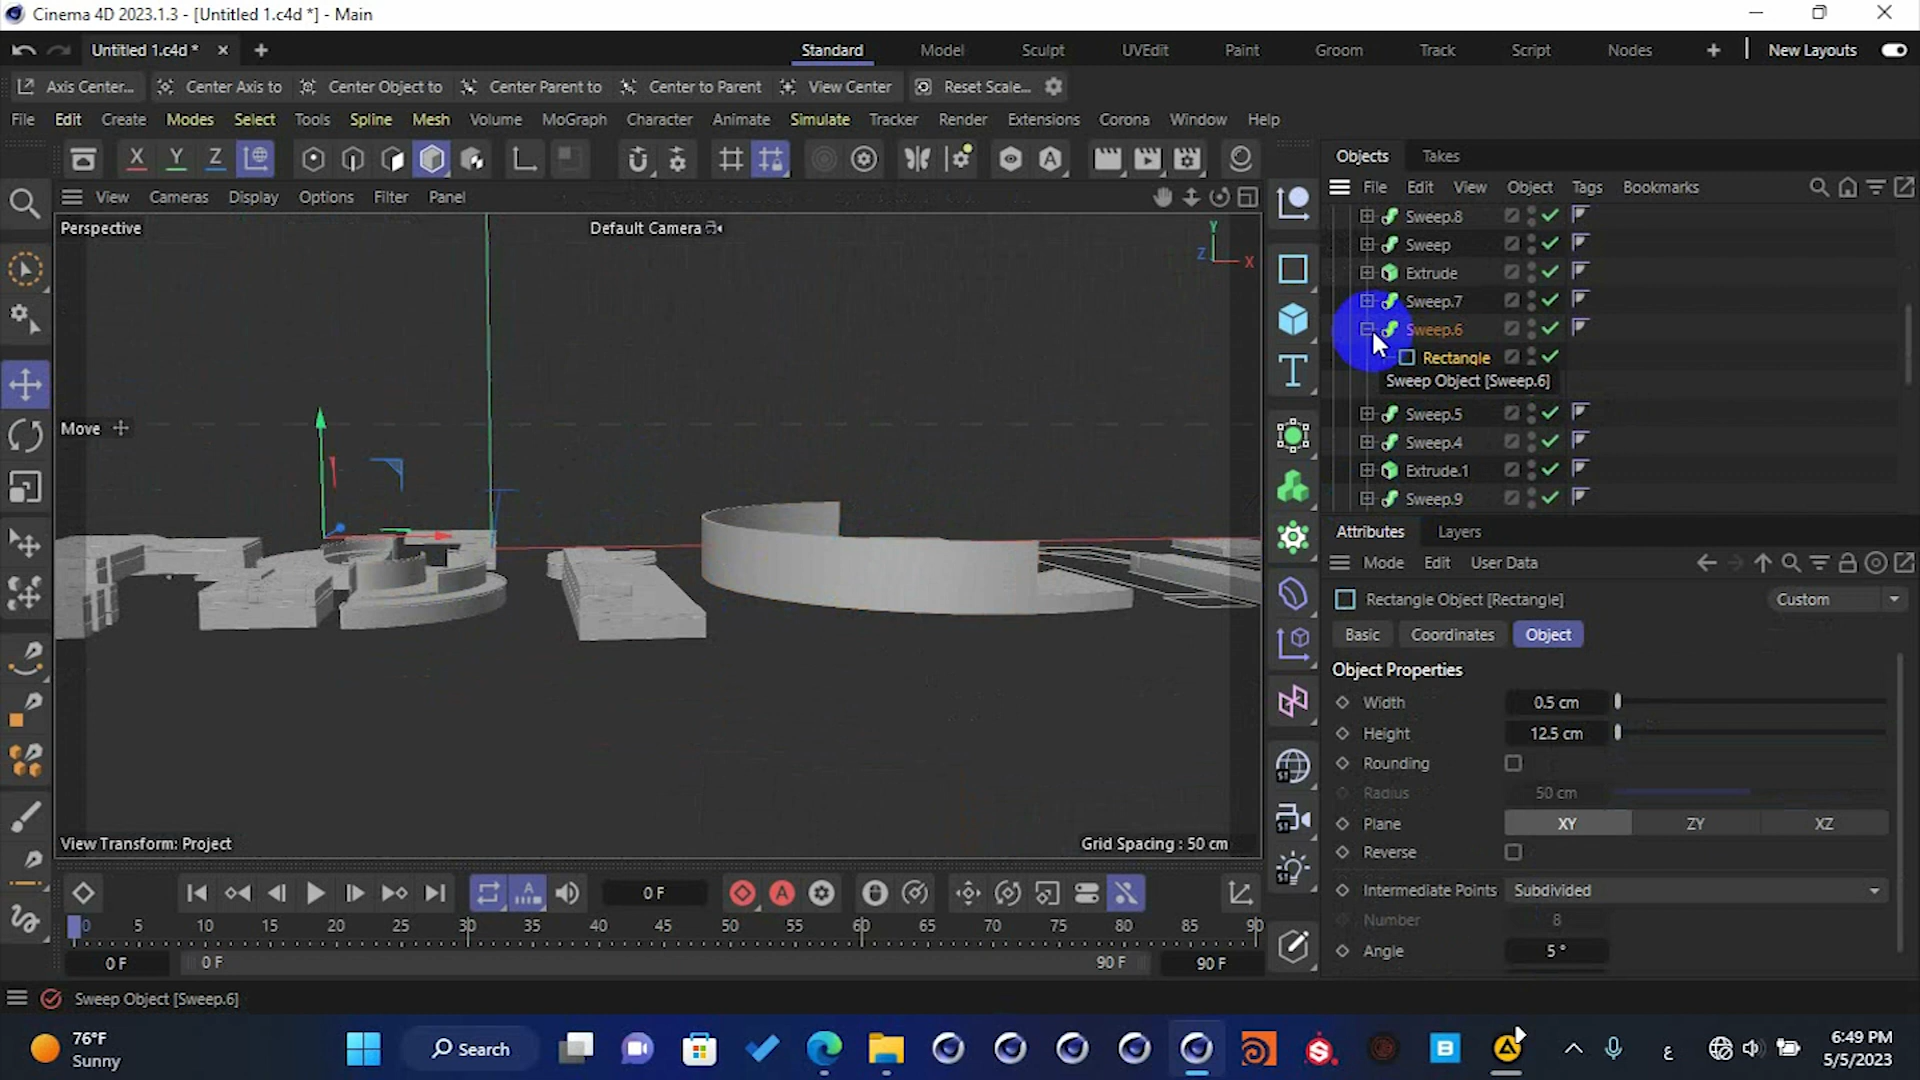 Cinema 4D 2023.1.3 - [Untitled 1.c4d *] - Main
Untitled 1.c4d *
Standard Model Sculpt UVEdit Paint Groom Track Script Nodes New Layouts
Axis Center... Center Axis to Center Object to Center Parent to Center to Parent View Center Reset Scale...
File Edit Create Modes Select Tools Spline Mesh Volume MoGraph Character Animate Simulate Tracker Render Extensions Corona Window Help
X Y Z
Objects Takes
View Cameras Display Options Filter Panel
File Edit View Object Tags Bookmarks
Perspective
Default Camera
Y
Z X
Move
Sweep.8
Sweep
Extrude
Sweep.7
Sweep.6
Rectangle
Sweep Object [Sweep.6]
Sweep.5
Sweep.4
Extrude.1
Sweep.9
Attributes Layers
Mode Edit User Data
Rectangle Object [Rectangle]
Custom
Basic Coordinates Object
Object Properties
Width 0.5 cm
Height 12.5 cm
Rounding
Radius 50 cm
Plane XY ZY XZ
Reverse
Intermediate Points Subdivided
Number 8
Angle 5 °
View Transform: Project
Grid Spacing : 50 cm
0 F
0 5 10 15 20 25 30 35 40 45 50 55 60 65 70 75 80 85 90
0 F 0 F 90 F 90 F
Sweep Object [Sweep.6]
76°F
Sunny
Search
ع
6:49 PM
5/5/2023